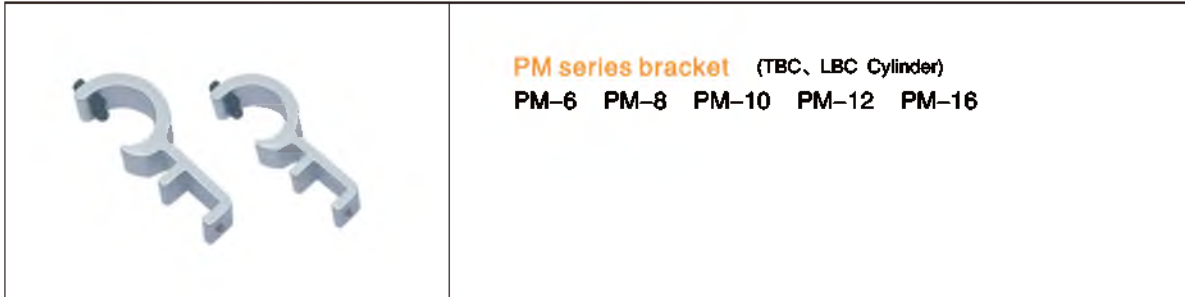 PM series bracket (TBC、LBC Cylinder)
PM–6 PM–8 PM–10 PM–12 PM–16